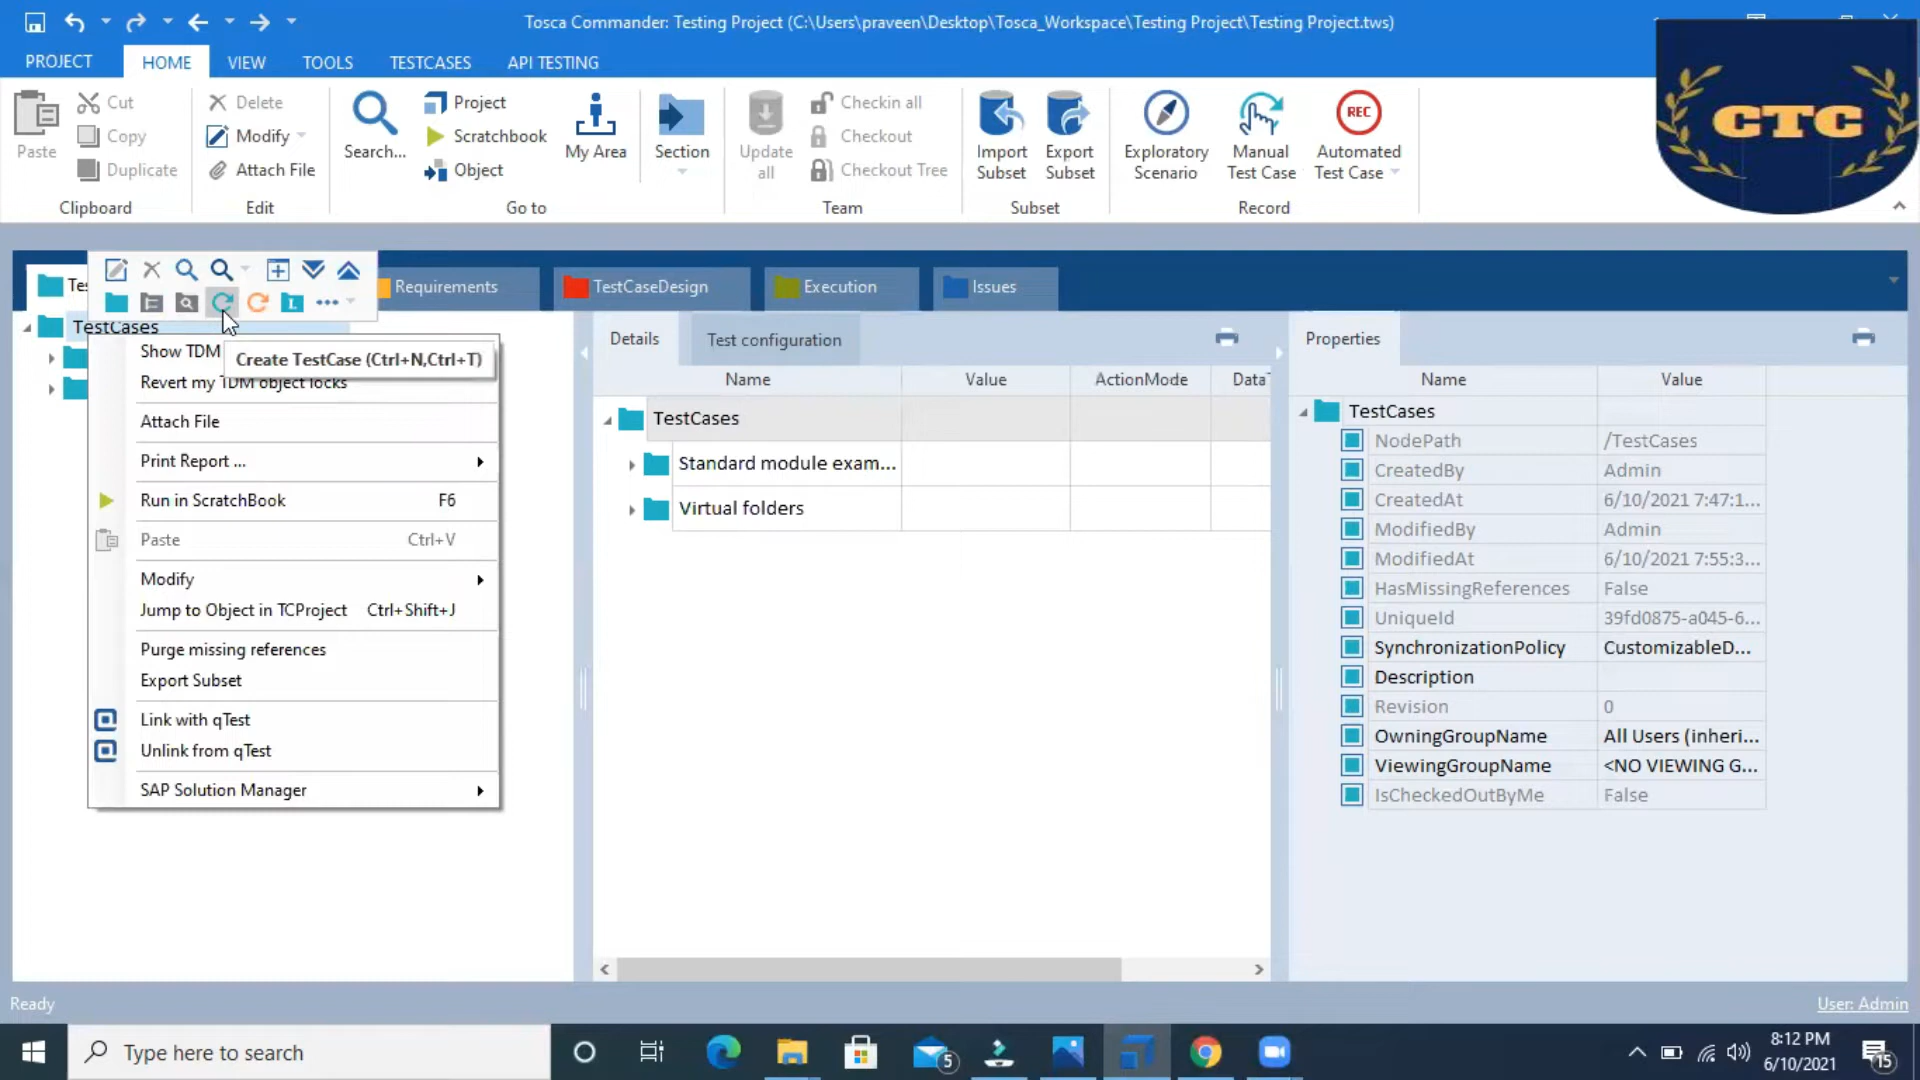 Tosca Commander: Testing Project (C:\Users\praveen\Desktop\Tosca_Workspace\Testing Project\Testing Project.tws)
PROJECT HOME VIEW TOOLS TESTCASES API TESTING
Paste
Cut
Copy
Duplicate
Clipboard
Delete
Modify
Attach File
Edit
Search...
Project
Scratchbook
Object
My Area
Section
Go to
Update all
Checkin all
Checkout
Checkout Tree
Team
Import Subset
Export Subset
Subset
Exploratory Scenario
Manual Test Case
REC
Automated Test Case
Record
CTC
Tes
Requirements
TestCaseDesign
Execution
Issues
L
TestCases
Show TDM
Create TestCase (Ctrl+N,Ctrl+T)
Revert my TDM object locks
Attach File
Print Report ...
Run in ScratchBook F6
Paste Ctrl+V
Modify
Jump to Object in TCProject Ctrl+Shift+J
Purge missing references
Export Subset
Link with qTest
Unlink from qTest
SAP Solution Manager
Details Test configuration
Name Value ActionMode DataT
TestCases
Standard module exam...
Virtual folders
Properties
Name Value
TestCases
NodePath /TestCases
CreatedBy Admin
CreatedAt 6/10/2021 7:47:1...
ModifiedBy Admin
ModifiedAt 6/10/2021 7:55:3...
HasMissingReferences False
UniqueId 39fd0875-a045-6...
SynchronizationPolicy CustomizableD...
Description
Revision 0
OwningGroupName All Users (inheri...
ViewingGroupName <NO VIEWING G...
IsCheckedOutByMe False
Ready
User: Admin
Type here to search
5
8:12 PM
6/10/2021
15